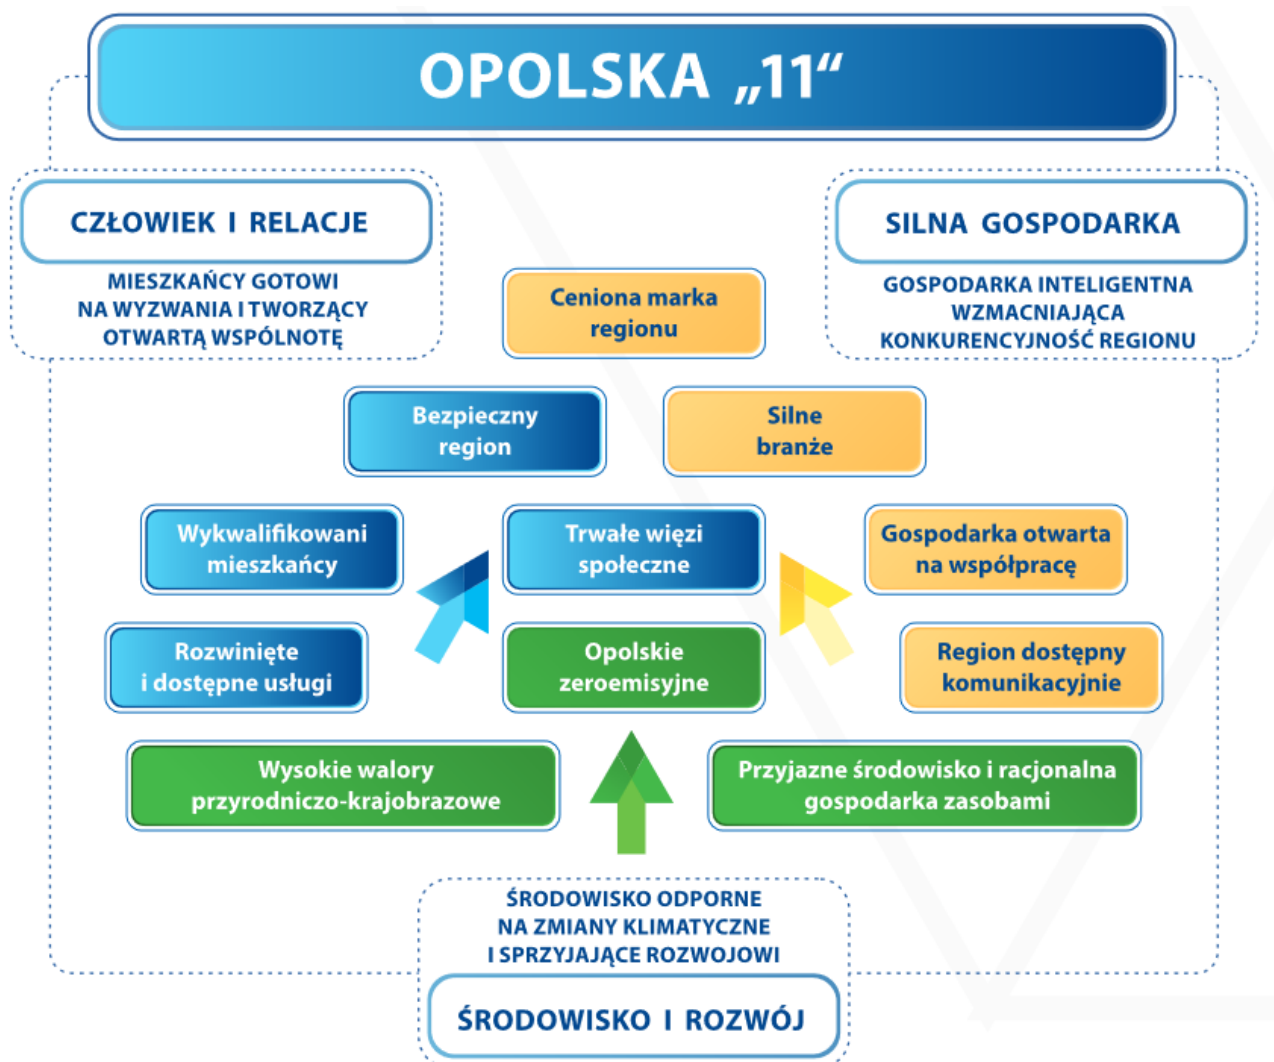 OPOLSKA „11“
CZŁOWIEK I RELACJE
MIESZKAŃCY GOTOWI
NA WYZWANIA I TWORZĄCY
OTWARTĄ WSPÓLNOTĘ
SILNA GOSPODARKA
GOSPODARKA INTELIGENTNA
WZMACNIAJĄCA
KONKURENCYJNOŚĆ REGIONU
Ceniona marka
regionu
Bezpieczny
region
Silne
branże
Wykwalifikowani
mieszkańcy
Trwałe więzi
społeczne
Gospodarka otwarta
na współpracę
Rozwinięte
i dostępne usługi
Opolskie
zeroemisyjne
Region dostępny
komunikacyjnie
Wysokie walory
przyrodniczo-krajobrazowe
Przyjazne środowisko i racjonalna
gospodarka zasobami
ŚRODOWISKO ODPORNE
NA ZMIANY KLIMATYCZNE
I SPRZYJAJĄCE ROZWOJOWI
ŚRODOWISKO I ROZWÓJ